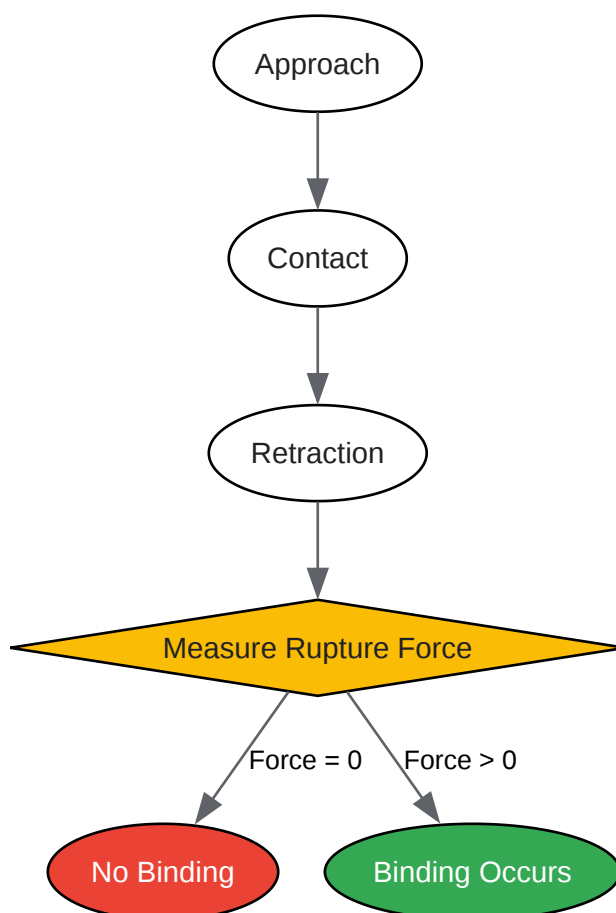 Approach
Contact
Retraction
Measure Rupture Force
Force = 0
Force > 0
No Binding
Binding Occurs